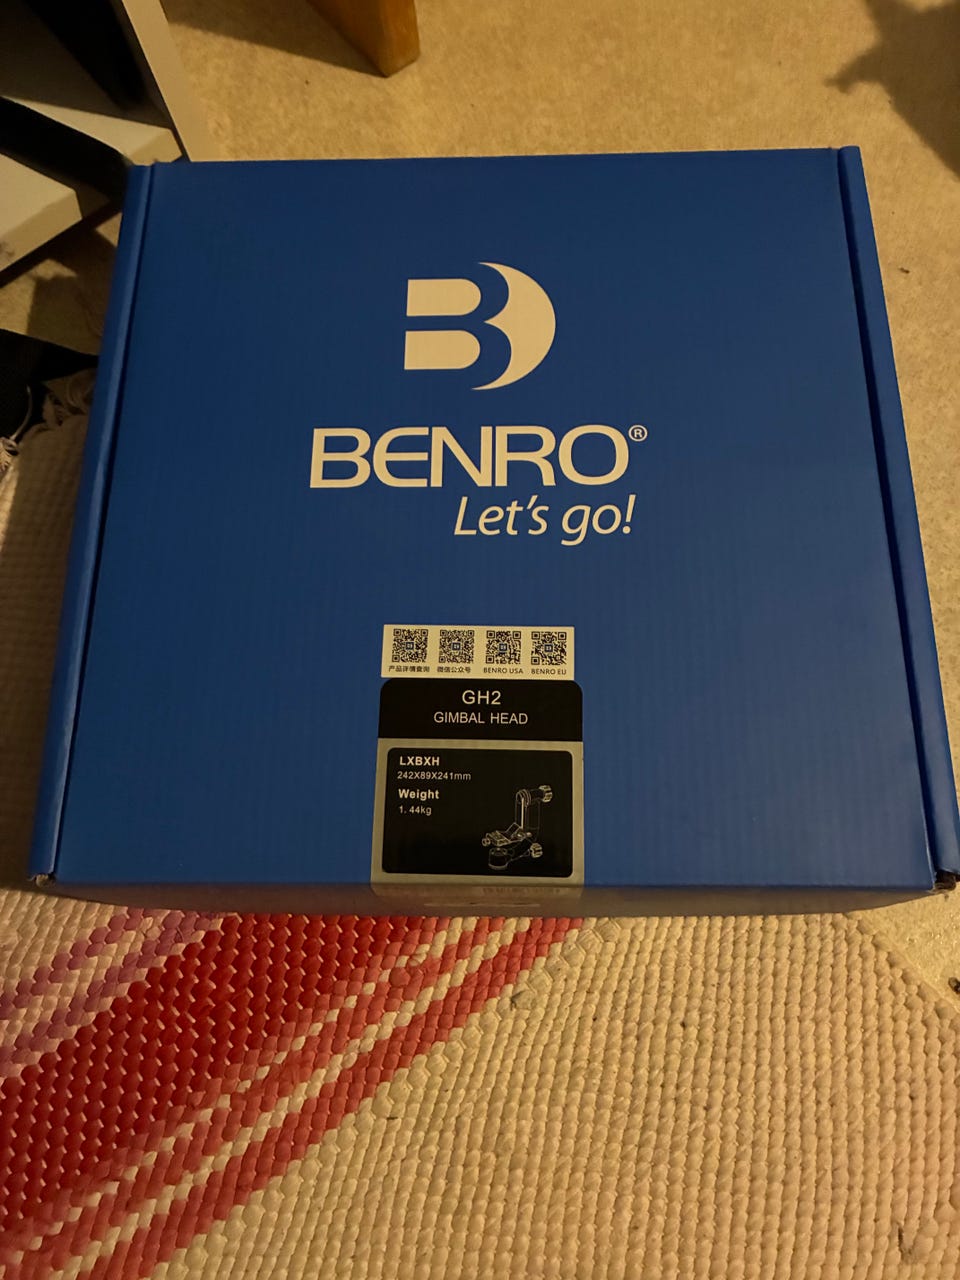 B
BENRO®
Let's go!
产品详情查询 微信公众号 BENRO USA BENRO EU
GH2
GIMBAL HEAD
LXBXH
242X89X241mm
Weight
1.44kg